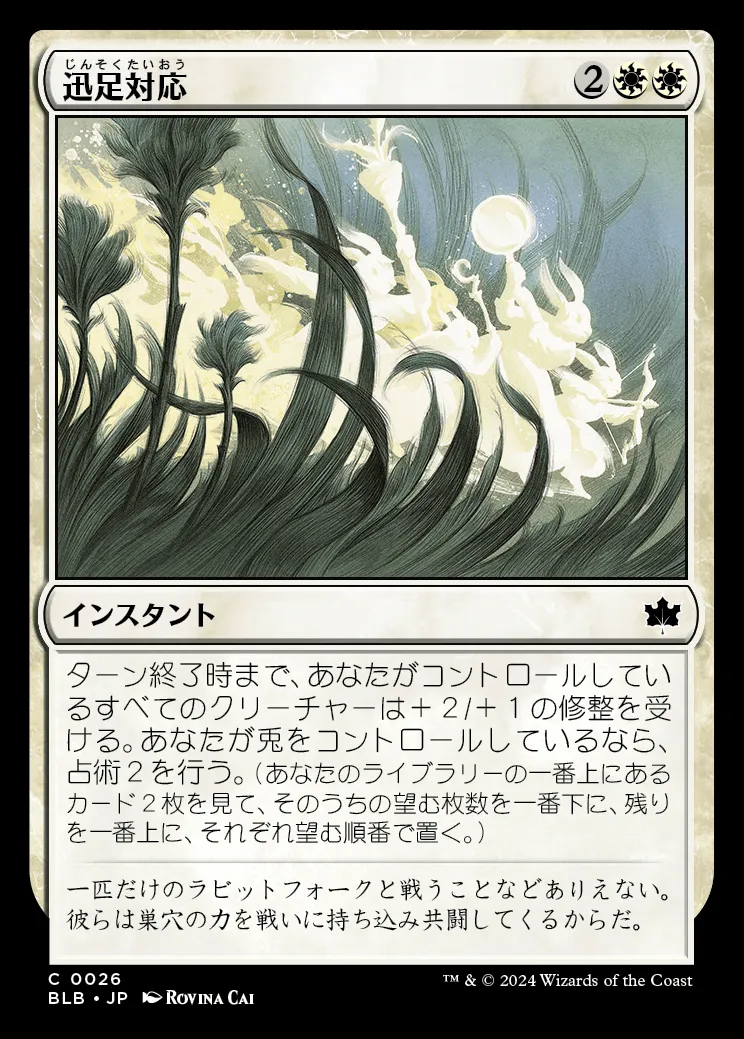 じんそくたいおう
迅足対応
2
インスタント
ターン終了時まで、あなたがコントロールしてい
るすべてのクリーチャーは＋２/＋１の修整を受
ける。あなたが兎をコントロールしているなら、
占術２を行う。（あなたのライブラリーの一番上にある
カード２枚を見て、そのうちの望む枚数を一番下に、残り
を一番上に、それぞれ望む順番で置く。）
一匹だけのラビットフォークと戦うことなどありえない。
彼らは巣穴の力を戦いに持ち込み共闘してくるからだ。
C 0026
BLB • JP Rovina Cai
™ & © 2024 Wizards of the Coast